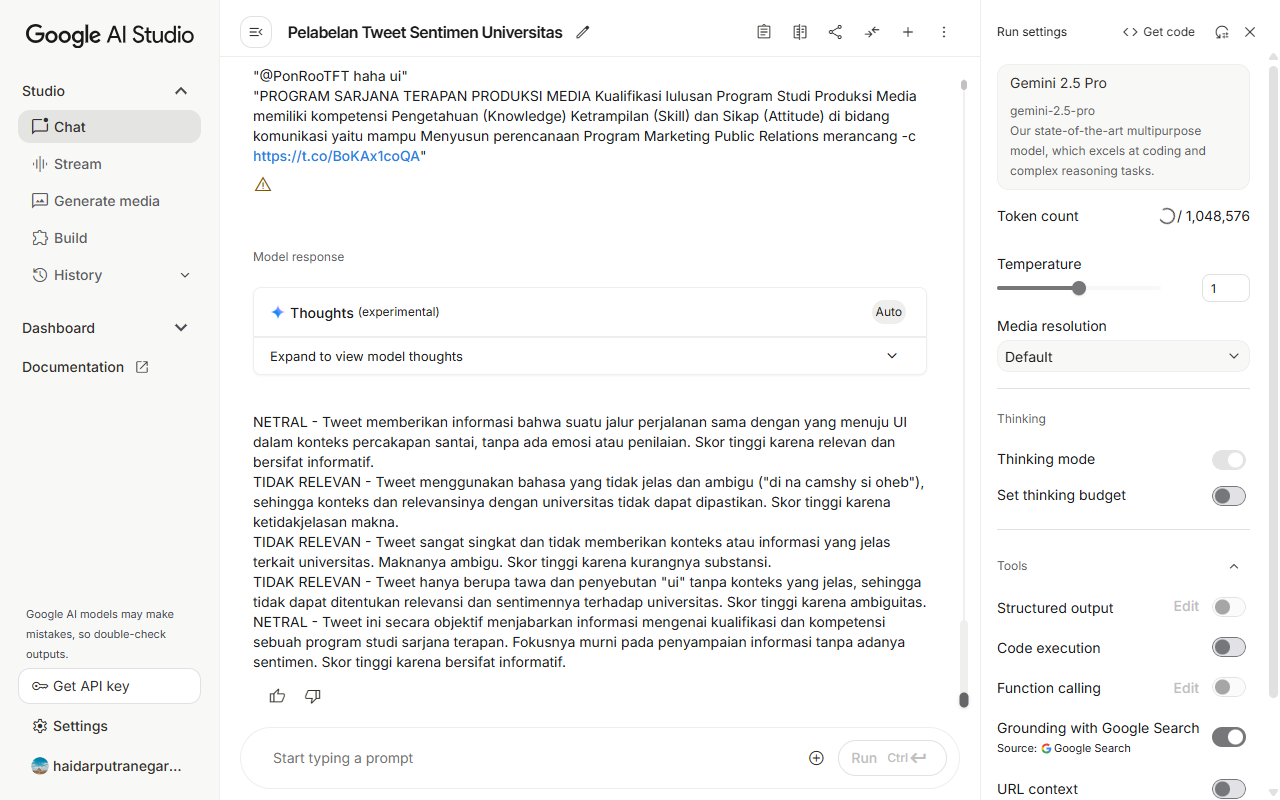 Google AI Studio
Studio
Chat
Stream
Generate media
Build
History
Dashboard
Documentation
Google AI models may make
mistakes, so double-check
outputs.
Get API key
Settings
haidarputranegar...
Pelabelan Tweet Sentimen Universitas
"@PonRooTFT haha ui"
"PROGRAM SARJANA TERAPAN PRODUKSI MEDIA Kualifikasi lulusan Program Studi Produksi Media
memiliki kompetensi Pengetahuan (Knowledge) Ketrampilan (Skill) dan Sikap (Attitude) di bidang
komunikasi yaitu mampu Menyusun perencanaan Program Marketing Public Relations merancang -c
https://t.co/BoKAx1coQA"
Model response
Thoughts (experimental)
Auto
Expand to view model thoughts
NETRAL - Tweet memberikan informasi bahwa suatu jalur perjalanan sama dengan yang menuju UI
dalam konteks percakapan santai, tanpa ada emosi atau penilaian. Skor tinggi karena relevan dan
bersifat informatif.
TIDAK RELEVAN - Tweet menggunakan bahasa yang tidak jelas dan ambigu ("di na camshy si oheb"),
sehingga konteks dan relevansinya dengan universitas tidak dapat dipastikan. Skor tinggi karena
ketidakjelasan makna.
TIDAK RELEVAN - Tweet sangat singkat dan tidak memberikan konteks atau informasi yang jelas
terkait universitas. Maknanya ambigu. Skor tinggi karena kurangnya substansi.
TIDAK RELEVAN - Tweet hanya berupa tawa dan penyebutan "ui" tanpa konteks yang jelas, sehingga
tidak dapat ditentukan relevansi dan sentimennya terhadap universitas. Skor tinggi karena ambiguitas.
NETRAL - Tweet ini secara objektif menjabarkan informasi mengenai kualifikasi dan kompetensi
sebuah program studi sarjana terapan. Fokusnya murni pada penyampaian informasi tanpa adanya
sentimen. Skor tinggi karena bersifat informatif.
Start typing a prompt
Run Ctrl
Run settings
Get code
Gemini 2.5 Pro
gemini-2.5-pro
Our state-of-the-art multipurpose
model, which excels at coding and
complex reasoning tasks.
Token count
/ 1,048,576
Temperature
1
Media resolution
Default
Thinking
Thinking mode
Set thinking budget
Tools
Structured output Edit
Code execution
Function calling Edit
Grounding with Google Search
Source: Google Search
URL context